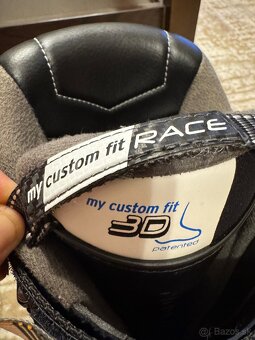 my custom fit RACE
my custom fit
3D
patented
© Bazos.sk